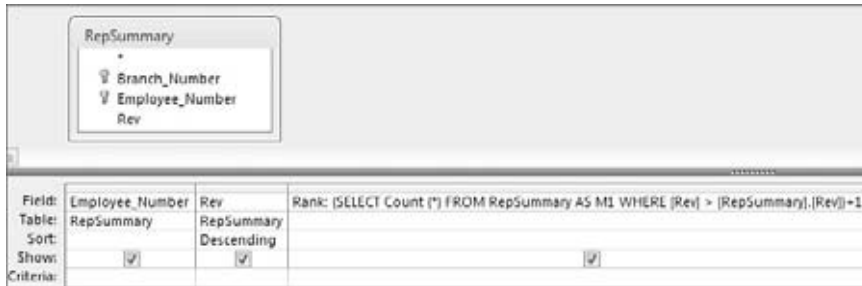 RepSummary
*
Branch_Number
Employee_Number
Rev
Field: Employee_Number Rev Rank: (SELECT Count (*) FROM RepSummary AS M1 WHERE [Rev] > [RepSummary].[Rev])+1
Table: RepSummary RepSummary
Sort: Descending
Show:
Criteria: